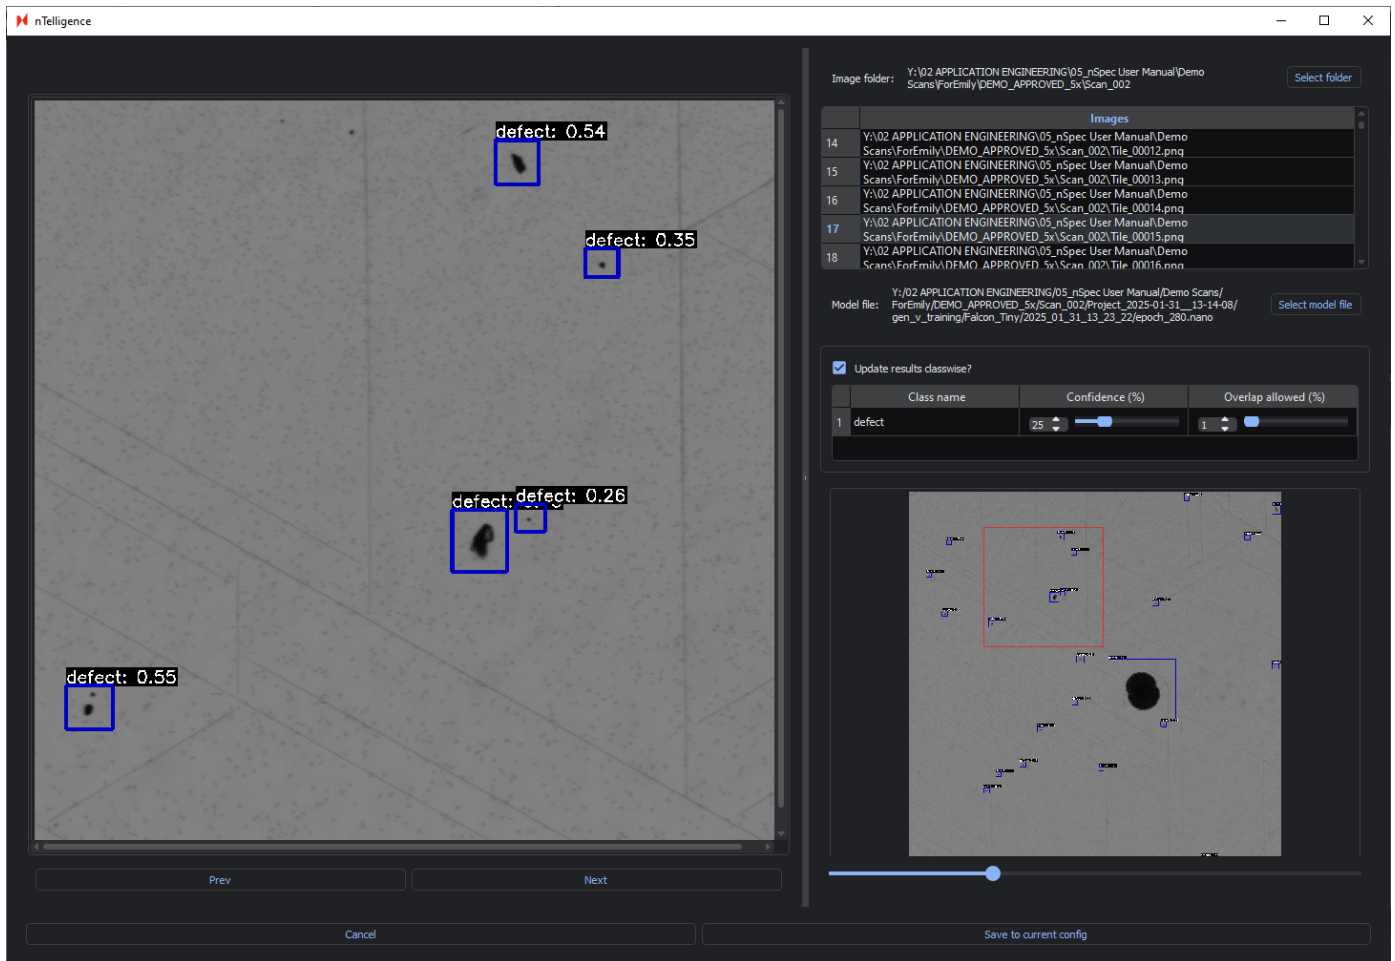 nTelligence
defect: 0.54
defect: 0.35
defect:
defect: 0.26
defect: 0.55
Prev
Next
Image folder:
Y:\02 APPLICATION ENGINEERING\05_nSpec User Manual\Demo
Scans\ForEmily\DEMO_APPROVED_5x\Scan_002
Select folder
Images
14
Y:\02 APPLICATION ENGINEERING\05_nSpec User Manual\Demo
Scans\ForEmily\DEMO_APPROVED_5x\Scan_002\Tile_00012.png
15
Y:\02 APPLICATION ENGINEERING\05_nSpec User Manual\Demo
Scans\ForEmily\DEMO_APPROVED_5x\Scan_002\Tile_00013.png
16
Y:\02 APPLICATION ENGINEERING\05_nSpec User Manual\Demo
Scans\ForEmily\DEMO_APPROVED_5x\Scan_002\Tile_00014.png
17
Y:\02 APPLICATION ENGINEERING\05_nSpec User Manual\Demo
Scans\ForEmily\DEMO_APPROVED_5x\Scan_002\Tile_00015.png
18
Y:\02 APPLICATION ENGINEERING\05_nSpec User Manual\Demo
Scans\ForEmily\DEMO_APPROVED_5x\Scan_002\Tile_00016.png
Model file:
Y:/02 APPLICATION ENGINEERING/05_nSpec User Manual/Demo Scans/
ForEmily/DEMO_APPROVED_5x/Scan_002/Project_2025-01-31__13-14-08/
gen_v_training/Falcon_Tiny/2025_01_31_13_23_22/epoch_280.nano
Select model file
Update results classwise?
Class name
Confidence (%)
Overlap allowed (%)
1
defect
25
1
Cancel
Save to current config